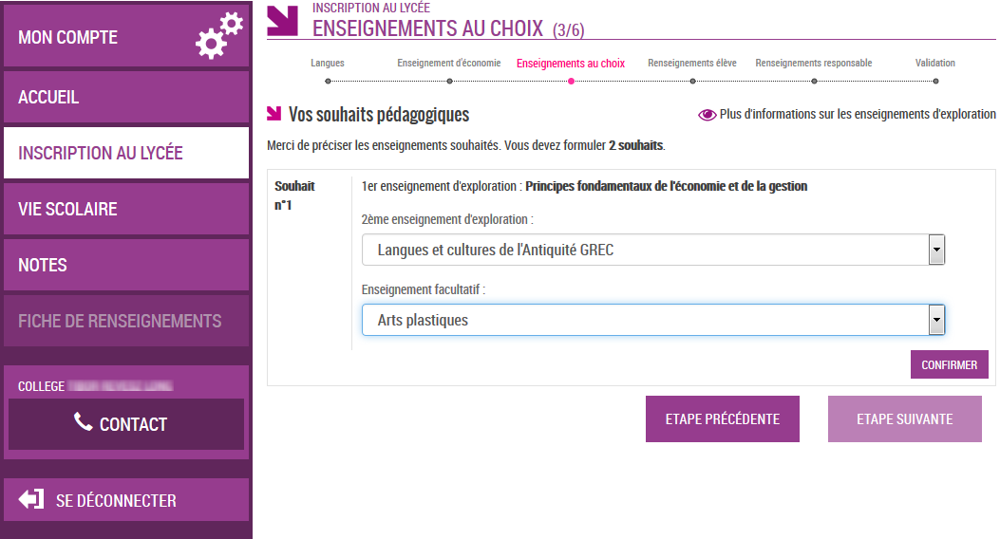 MON COMPTE
ACCUEIL
INSCRIPTION AU LYCÉE
VIE SCOLAIRE
NOTES
FICHE DE RENSEIGNEMENTS
COLLEGE
CONTACT
SE DÉCONNECTER
INSCRIPTION AU LYCÉE
ENSEIGNEMENTS AU CHOIX (3/6)
Langues Enseignement d'économie Enseignements au choix Renseignements élève Renseignements responsable Validation
Vos souhaits pédagogiques
Plus d'informations sur les enseignements d'exploration
Merci de préciser les enseignements souhaités. Vous devez formuler 2 souhaits.
Souhait
n°1
1er enseignement d'exploration : Principes fondamentaux de l'économie et de la gestion
2ème enseignement d'exploration :
Langues et cultures de l'Antiquité GREC
Enseignement facultatif :
Arts plastiques
CONFIRMER
ETAPE PRÉCÉDENTE ETAPE SUIVANTE